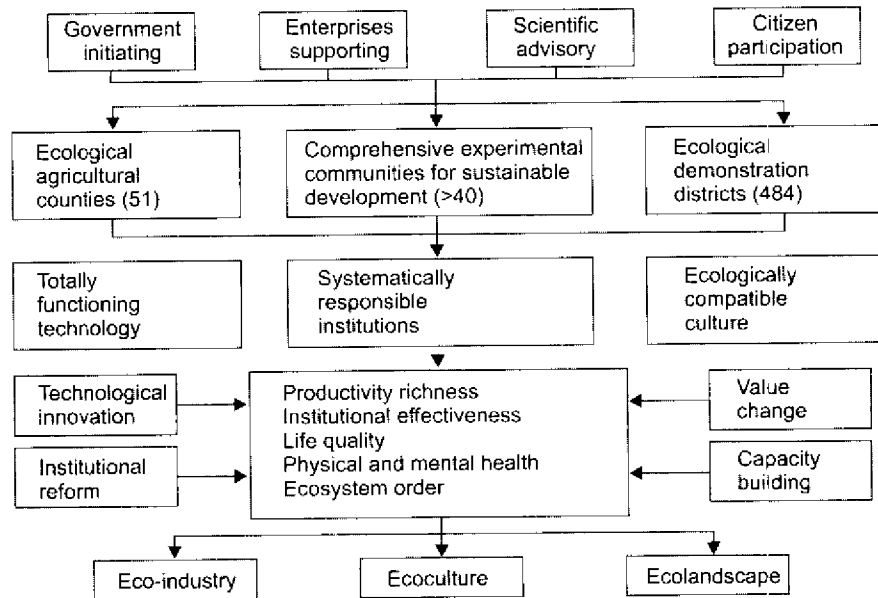 Government
initiating
Enterprises
supporting
Scientific
advisory
Citizen
participation
Ecological
agricultural
counties (51)
Comprehensive experimental
communities for sustainable
development (>40)
Ecological
demonstration
districts (484)
Totally
functioning
technology
Systematically
responsible
institutions
Ecologically
compatible
culture
Technological
innovation
Institutional
reform
Productivity richness
Institutional effectiveness
Life quality
Physical and mental health
Ecosystem order
Value
change
Capacity
building
Eco-industry
Ecoculture
Ecolandscape